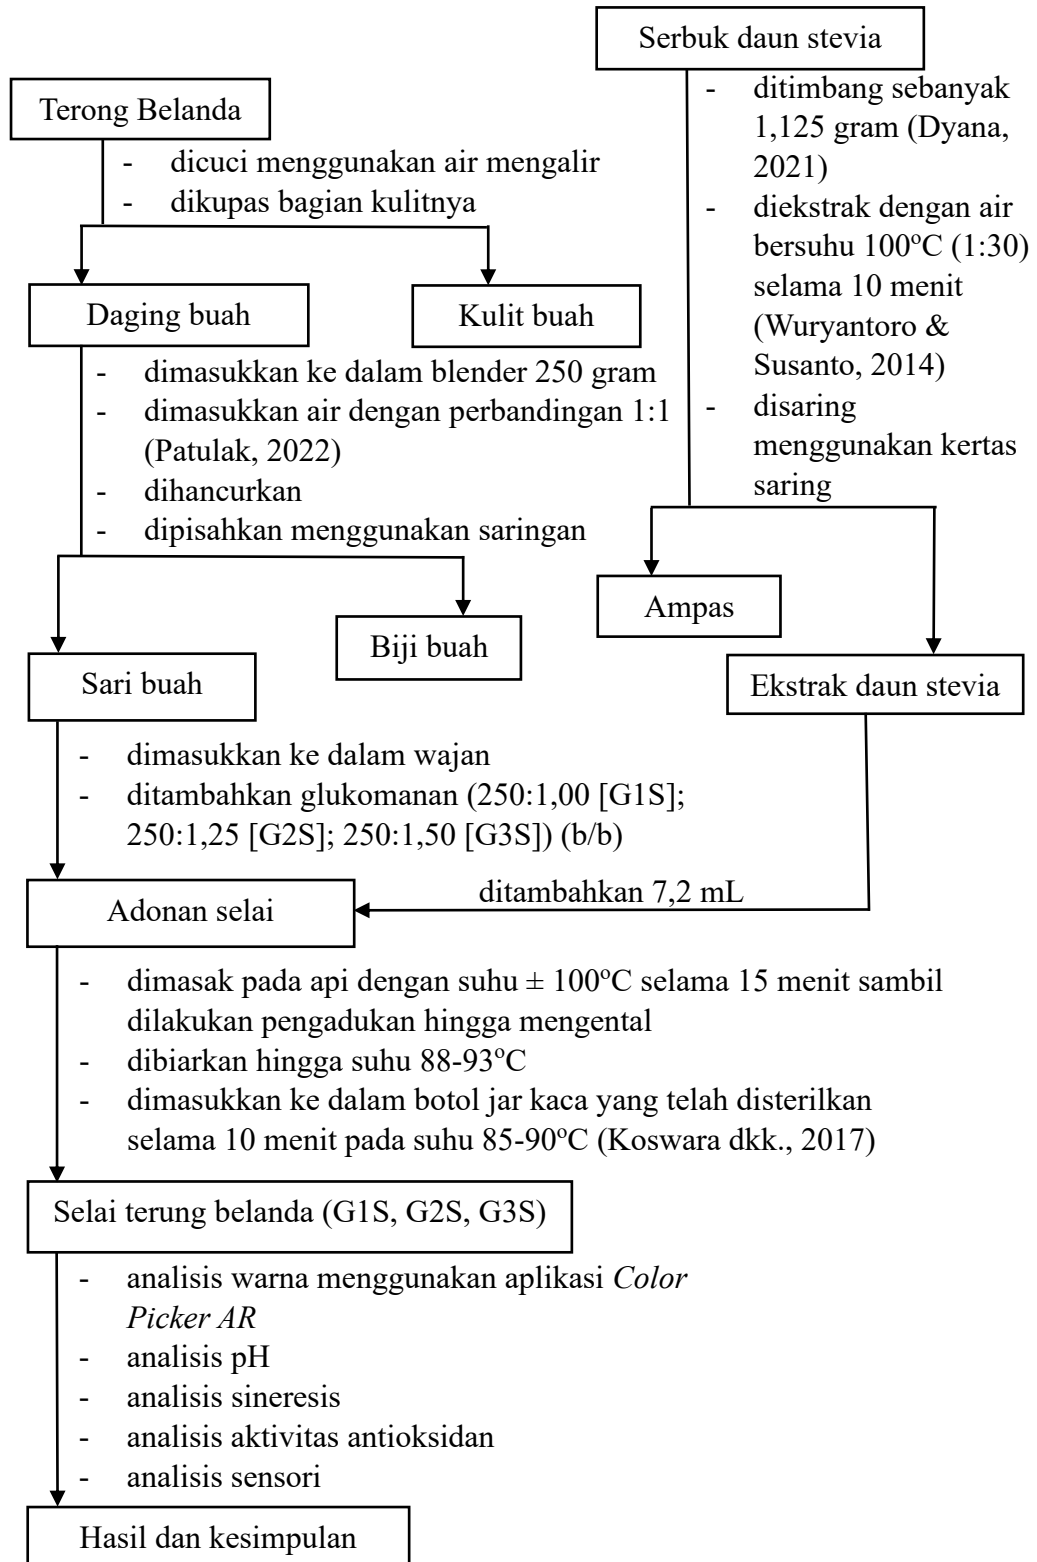 Serbuk daun stevia
- ditimbang sebanyak
1,125 gram (Dyana,
2021)
- diekstrak dengan air
bersuhu 100ºC (1:30)
selama 10 menit
(Wuryantoro &
Susanto, 2014)
- disaring
menggunakan kertas
saring
Ampas
Ekstrak daun stevia
Terong Belanda
- dicuci menggunakan air mengalir
- dikupas bagian kulitnya
Daging buah
Kulit buah
- dimasukkan ke dalam blender 250 gram
- dimasukkan air dengan perbandingan 1:1
(Patulak, 2022)
- dihancurkan
- dipisahkan menggunakan saringan
Biji buah
Sari buah
- dimasukkan ke dalam wajan
- ditambahkan glukomanan (250:1,00 [G1S];
250:1,25 [G2S]; 250:1,50 [G3S]) (b/b)
ditambahkan 7,2 mL
Adonan selai
- dimasak pada api dengan suhu ± 100ºC selama 15 menit sambil
dilakukan pengadukan hingga mengental
- dibiarkan hingga suhu 88-93ºC
- dimasukkan ke dalam botol jar kaca yang telah disterilkan
selama 10 menit pada suhu 85-90ºC (Koswara dkk., 2017)
Selai terung belanda (G1S, G2S, G3S)
- analisis warna menggunakan aplikasi Color
Picker AR
- analisis pH
- analisis sineresis
- analisis aktivitas antioksidan
- analisis sensori
Hasil dan kesimpulan